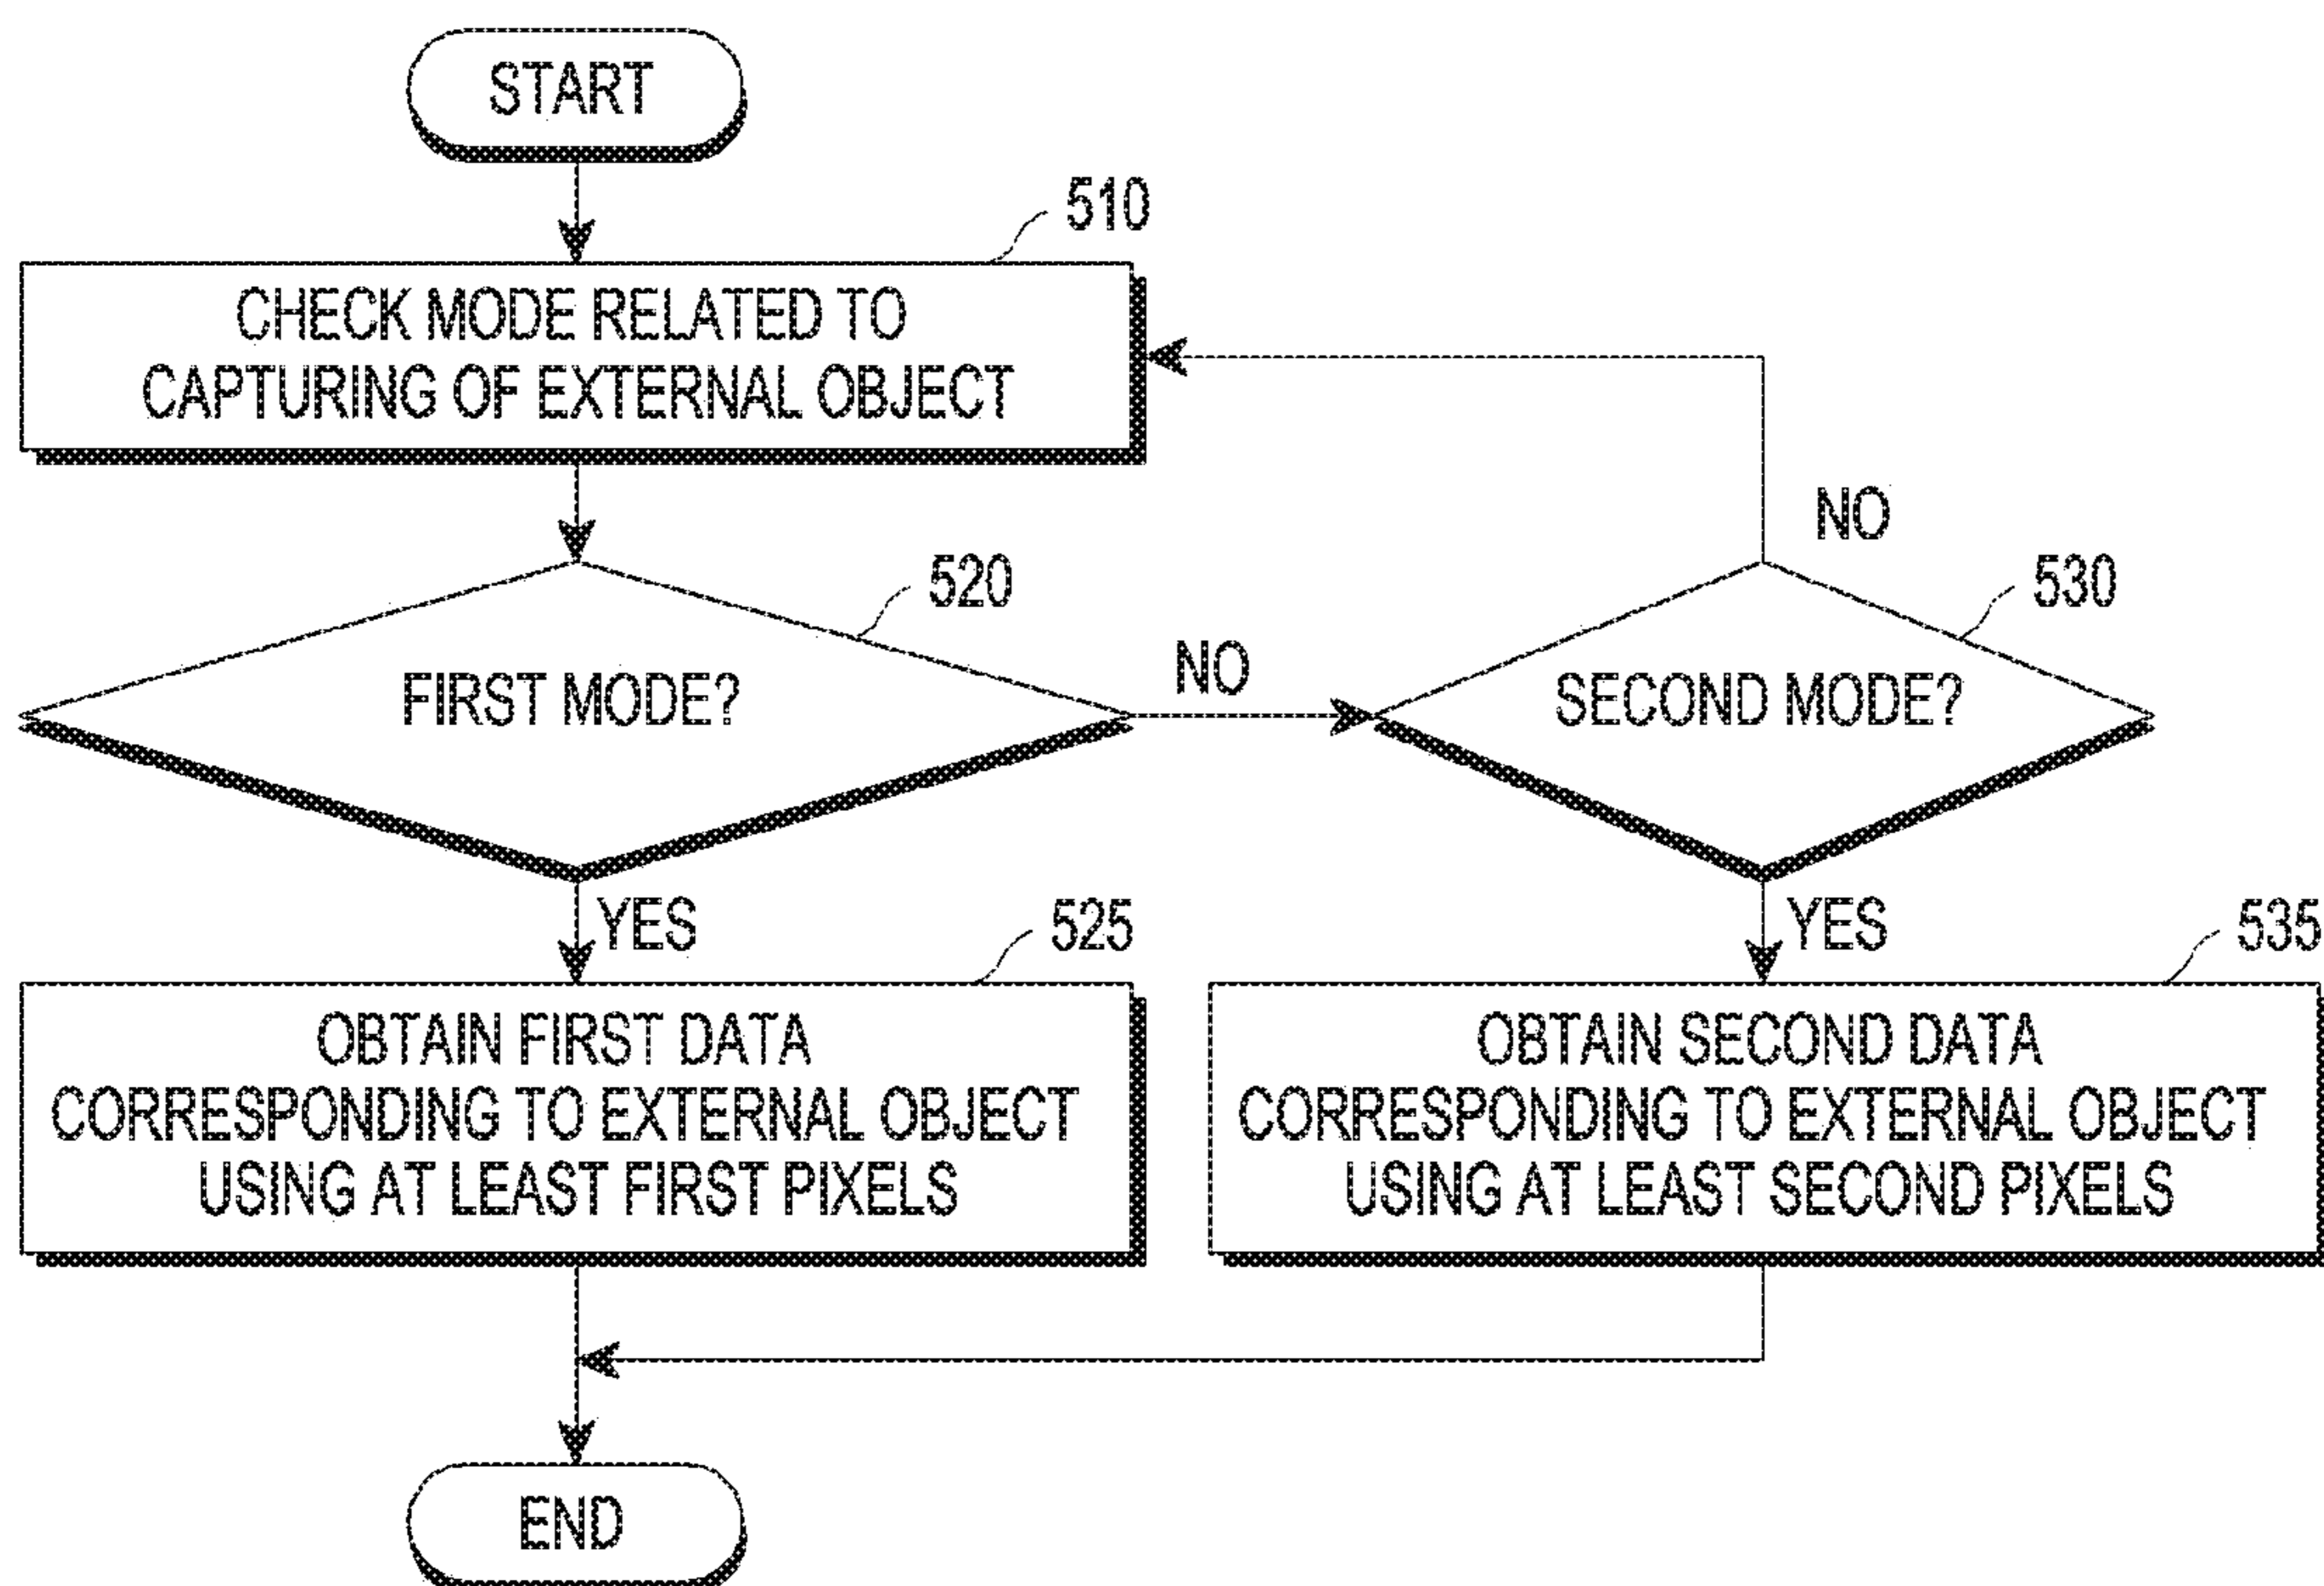 START
510
CHECK MODE RELATED TO
CAPTURING OF EXTERNAL OBJECT
520
FIRST MODE?
NO
530
SECOND MODE?
NO
YES
525
OBTAIN FIRST DATA
CORRESPONDING TO EXTERNAL OBJECT
USING AT LEAST FIRST PIXELS
YES
535
OBTAIN SECOND DATA
CORRESPONDING TO EXTERNAL OBJECT
USING AT LEAST SECOND PIXELS
END